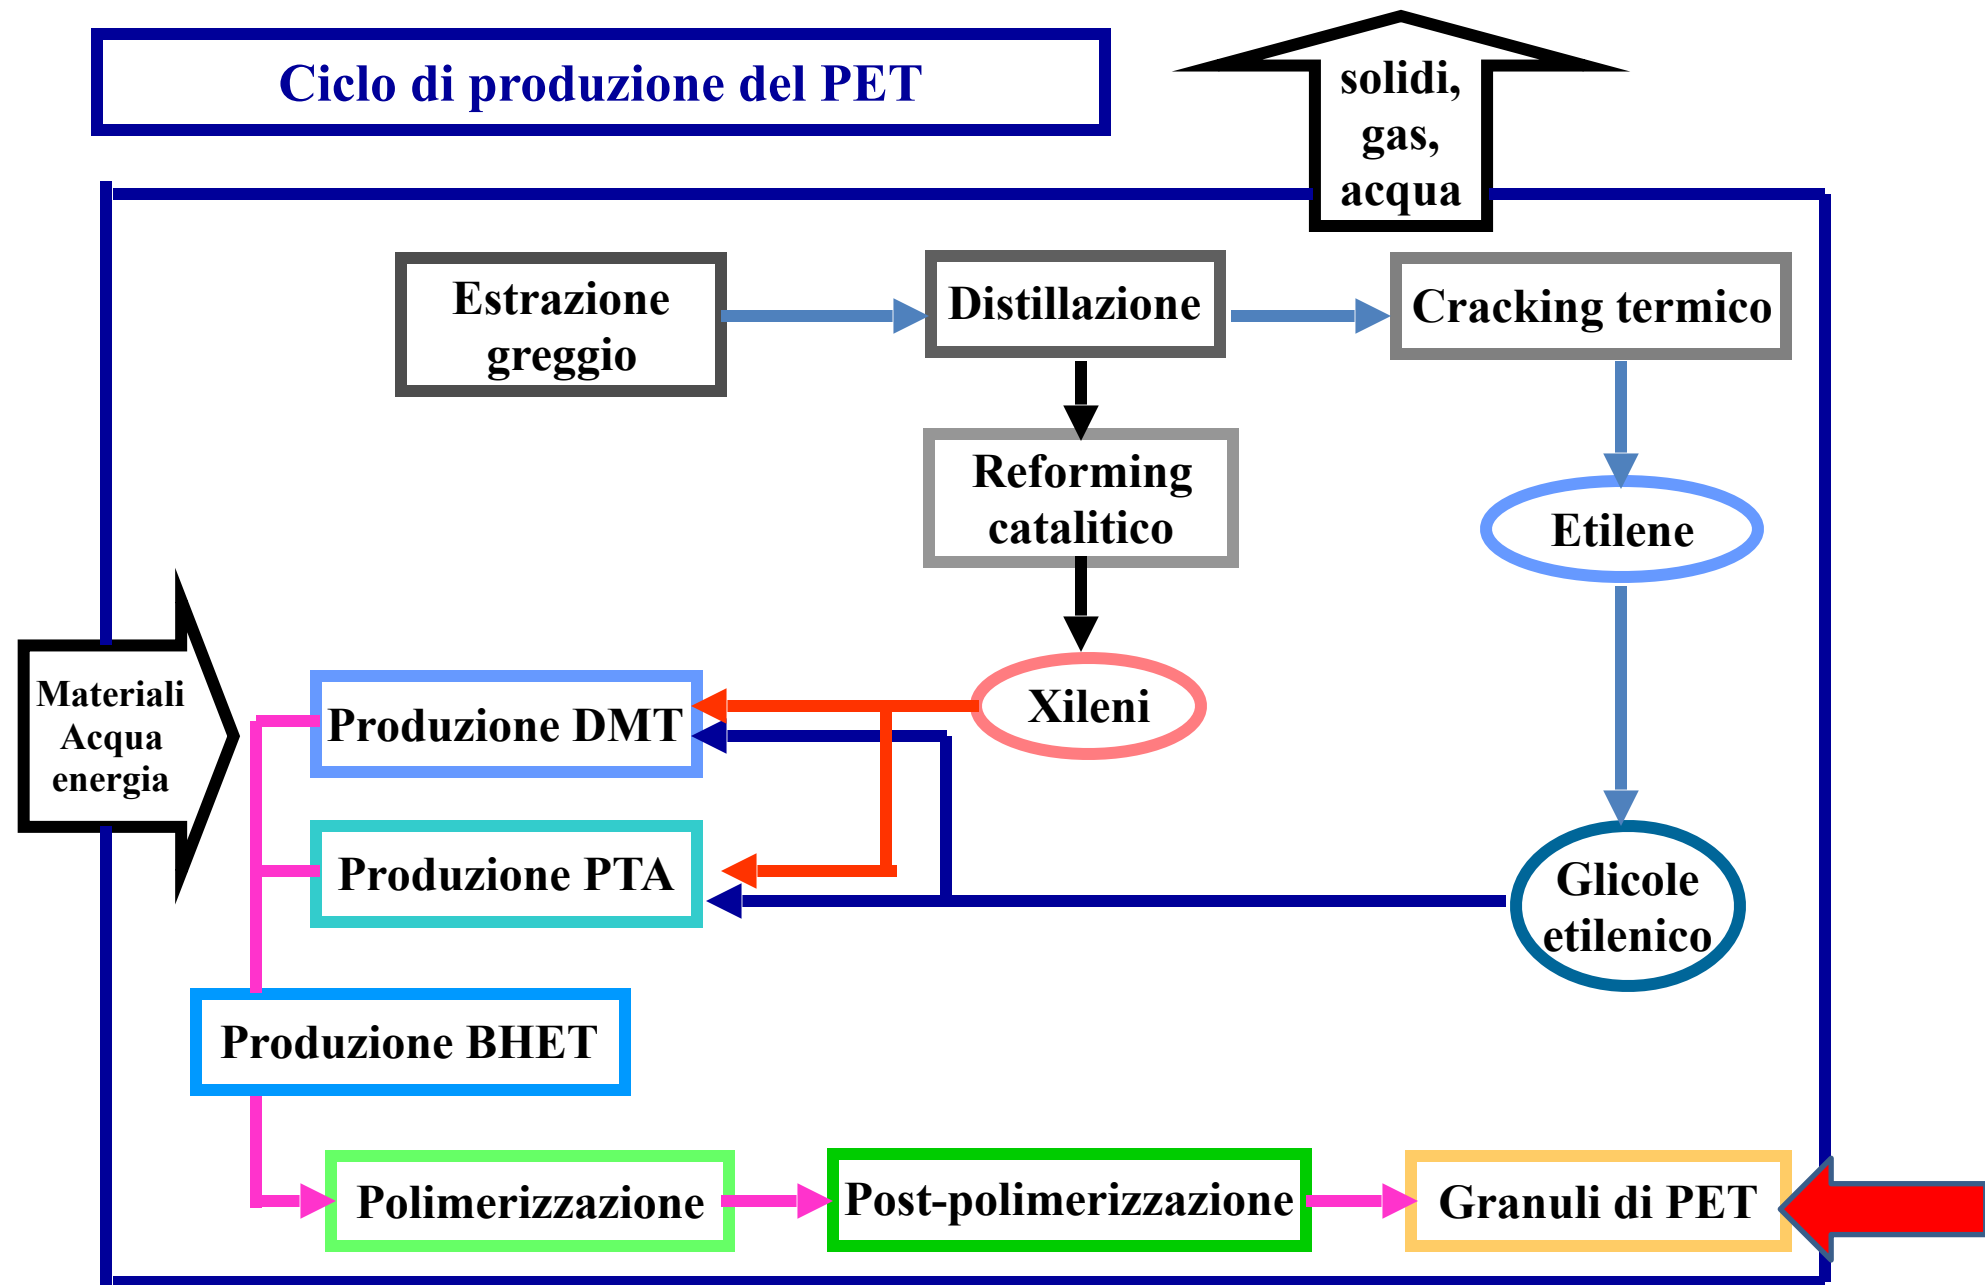 Ciclo di produzione del PET
solidi,
gas,
acqua
Estrazione
greggio
Distillazione
Cracking termico
Reforming
catalitico
Etilene
Materiali
Acqua
energia
Produzione DMT
Xileni
Produzione PTA
Glicole
etilenico
Produzione BHET
Polimerizzazione
Post-polimerizzazione
Granuli di PET